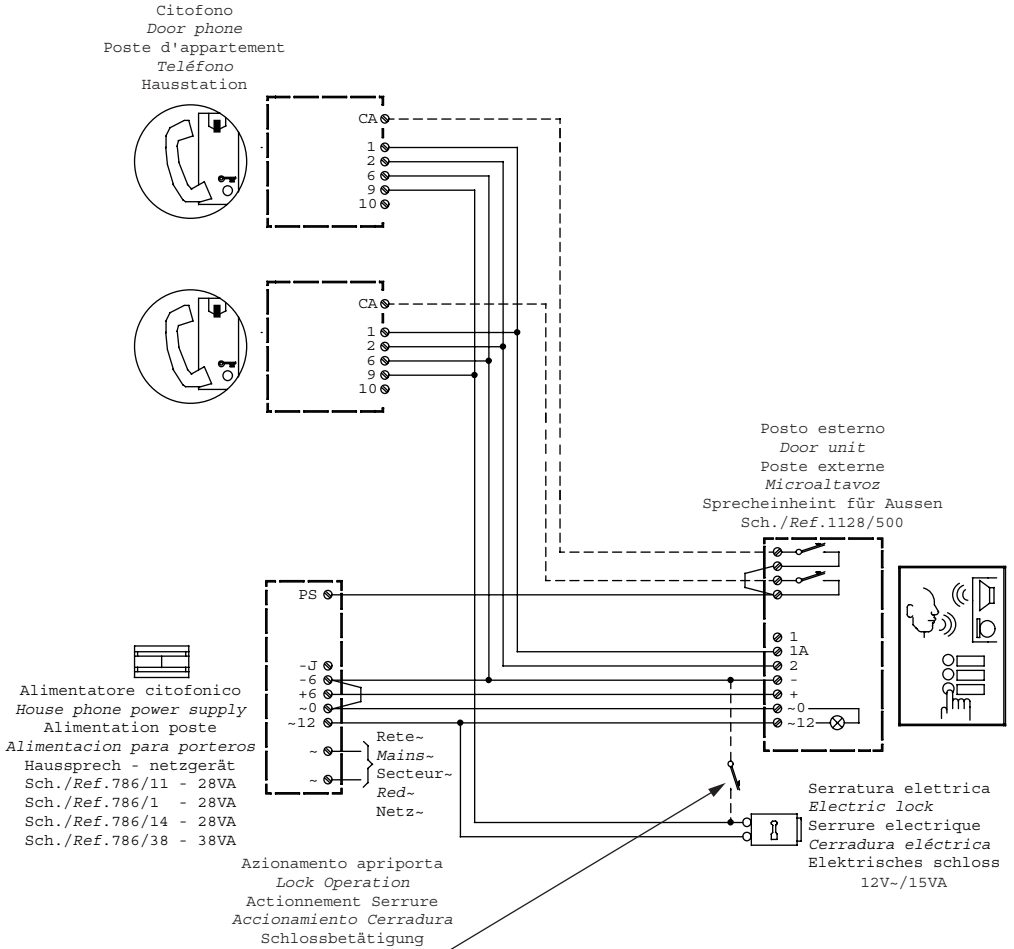 Citofono
Door phone
Poste d'appartement
Teléfono
Hausstation
CA
1
2
6
9
10
CA
1
2
6
9
10
Posto esterno
Door unit
Poste externe
Microaltavoz
Sprecheinheint für Aussen
Sch./Ref.1128/500
PS
-J
-6
+6
~0
~12
~
~
1
1A
2
-
+
~0
~12
Alimentatore citofonico
House phone power supply
Alimentation poste
Alimentacion para porteros
Haussprech - netzgerät
Sch./Ref.786/11 - 28VA
Sch./Ref.786/1 - 28VA
Sch./Ref.786/14 - 28VA
Sch./Ref.786/38 - 38VA
Rete~
Mains~
Secteur~
Red~
Netz~
Serratura elettrica
Electric lock
Serrure electrique
Cerradura eléctrica
Elektrisches schloss
12V~/15VA
Azionamento apriporta
Lock Operation
Actionnement Serrure
Accionamiento Cerradura
Schlossbetätigung